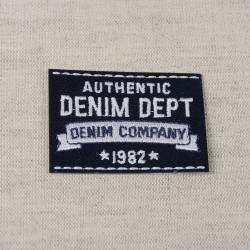 AUTHENTIC
DENIM DEPT
DENIM COMPANY
★1982★